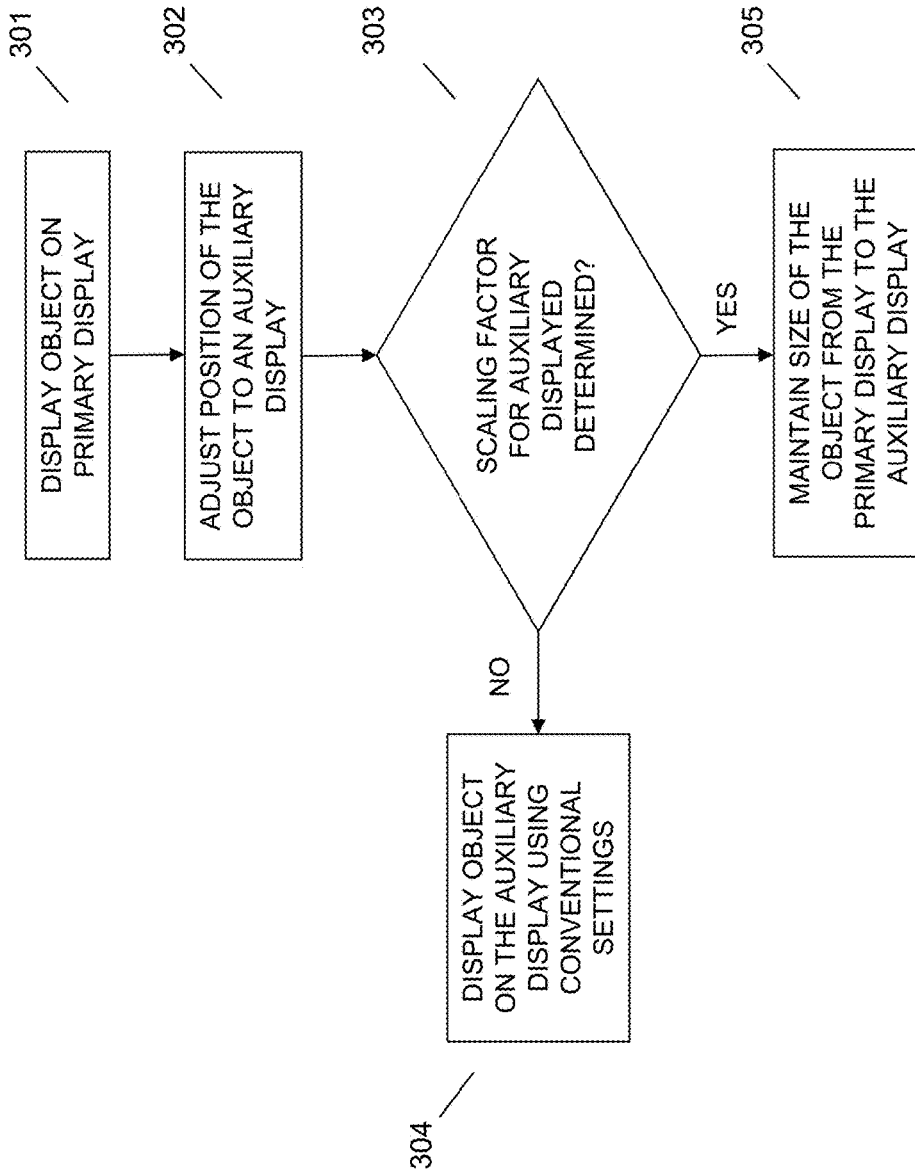 301
DISPLAY OBJECT ON
PRIMARY DISPLAY
302
ADJUST POSITION OF THE
OBJECT TO AN AUXILIARY
DISPLAY
303
SCALING FACTOR
FOR AUXILIARY
DISPLAYED
DETERMINED?
NO
YES
304
DISPLAY OBJECT
ON THE AUXILIARY
DISPLAY USING
CONVENTIONAL
SETTINGS
305
MAINTAIN SIZE OF THE
OBJECT FROM THE
PRIMARY DISPLAY TO THE
AUXILIARY DISPLAY